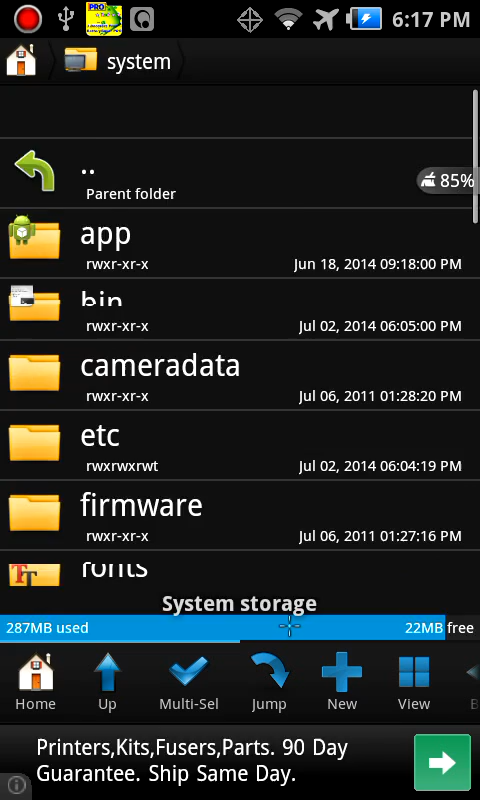 PRO
6:17 PM
system
..
Parent folder
85%
app
rwxr-xr-x
Jun 18, 2014 09:18:00 PM
bin
rwxr-xr-x
Jul 02, 2014 06:05:00 PM
cameradata
rwxr-xr-x
Jul 06, 2011 01:28:20 PM
etc
rwxrwxrwt
Jul 02, 2014 06:04:19 PM
firmware
rwxr-xr-x
Jul 06, 2011 01:27:16 PM
fonts
System storage
287MB used
22MB free
Home
Up
Multi-Sel
Jump
New
View
Printers,Kits,Fusers,Parts. 90 Day
Guarantee. Ship Same Day.